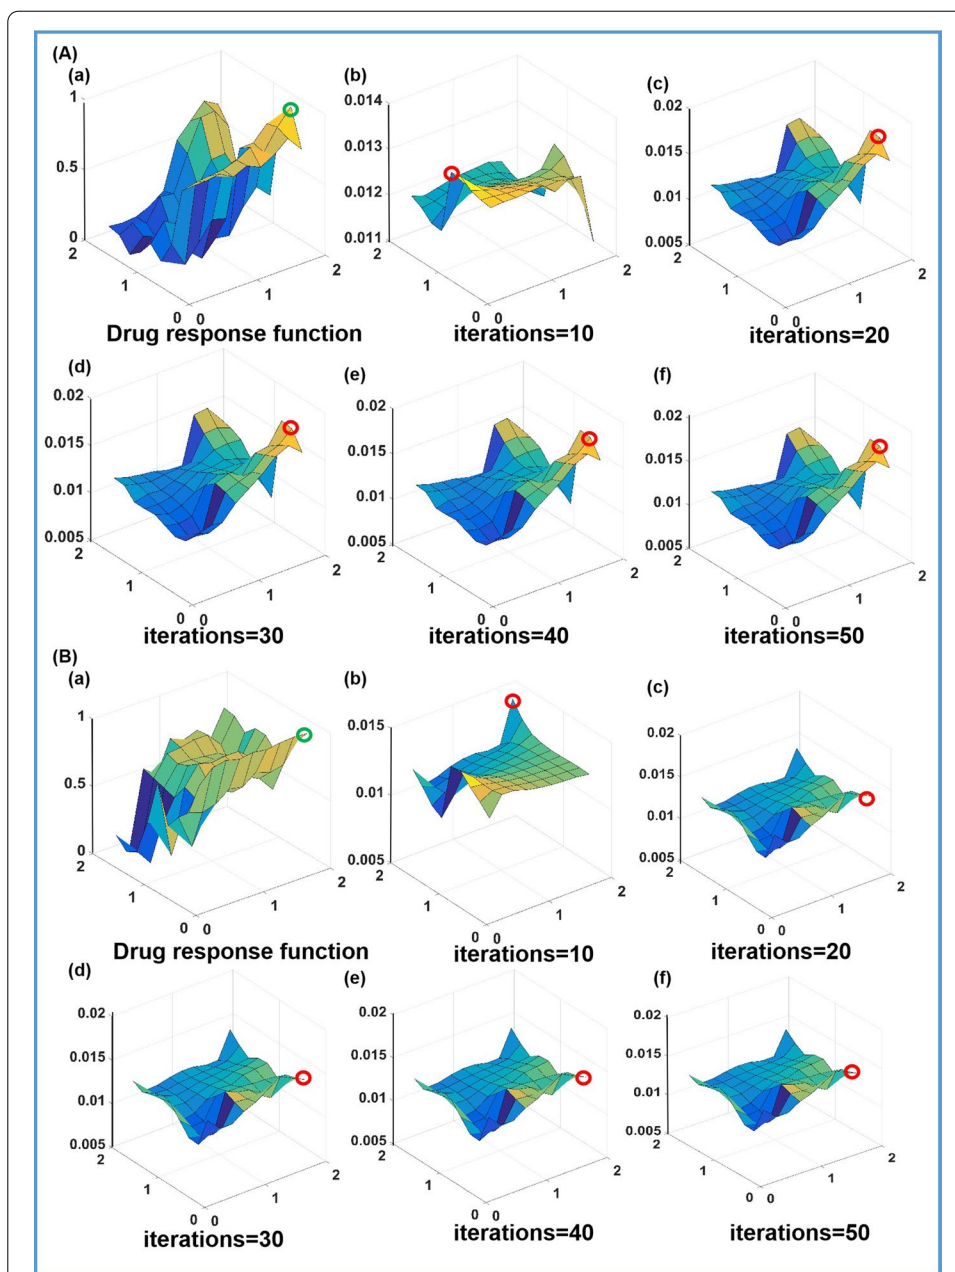 (A)
(a) (b) (c)
1 0.5 0 2 1 0 0 1 2
0.014 0.013 0.012 0.011 2 1 0 0 1 2
0.02 0.015 0.01 0.005 2 1 0 0 1 2
Drug response function iterations=10 iterations=20
(d) (e) (f)
0.02 0.015 0.01 0.005 2 1 0 0 1 2
0.02 0.015 0.01 0.005 2 1 0 0 1 2
0.02 0.015 0.01 0.005 2 1 0 0 1 2
iterations=30 iterations=40 iterations=50
(B)
(a) (b) (c)
1 0.5 0 2 1 0 0 1 2
0.015 0.01 0.005 2 1 0 0 1 2
0.02 0.015 0.01 0.005 2 1 0 0 1 2
Drug response function iterations=10 iterations=20
(d) (e) (f)
0.02 0.015 0.01 0.005 2 1 0 0 1 2
0.02 0.015 0.01 0.005 2 1 0 0 1 2
0.02 0.015 0.01 0.005 2 1 0 0 1 2
iterations=30 iterations=40 iterations=50